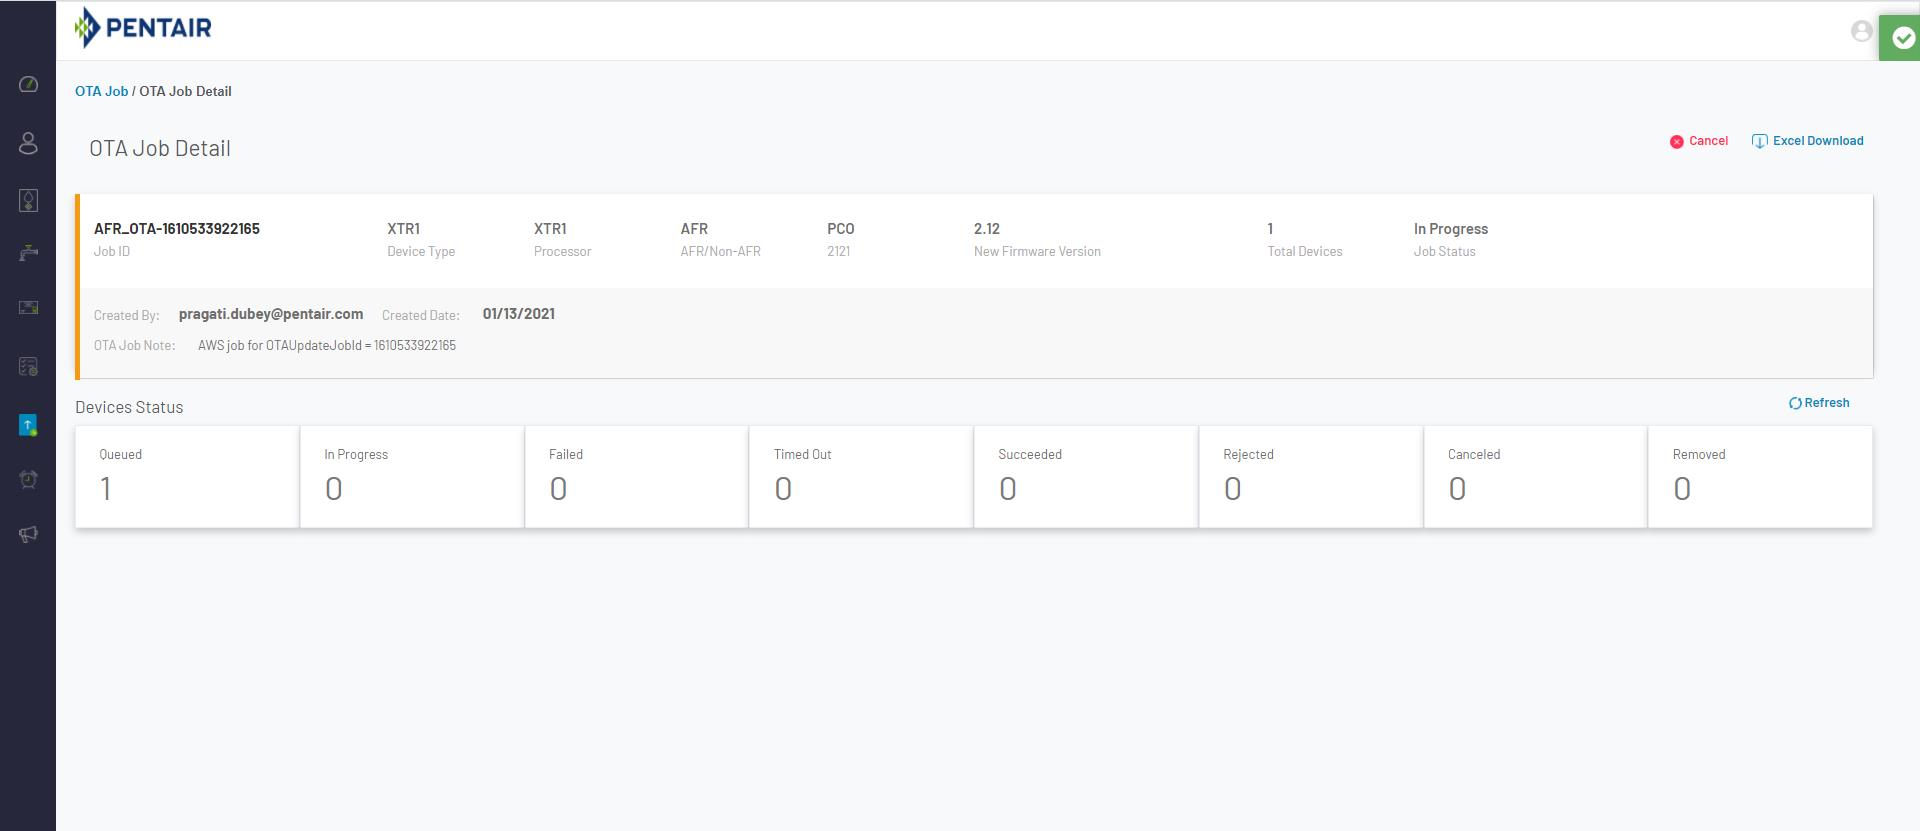 PENTAIR
OTA Job / OTA Job Detail
OTA Job Detail
Cancel
Excel Download
AFR_OTA-1610533922165 XTR1 XTR1 AFR PCO 2.12 1 In Progress
Job ID Device Type Processor AFR/Non-AFR 2121 New Firmware Version Total Devices Job Status
Created By: pragati.dubey@pentair.com Created Date: 01/13/2021
OTA Job Note: AWS job for OTAUpdateJobId = 1610533922165
Devices Status
Refresh
Queued In Progress Failed Timed Out Succeeded Rejected Canceled Removed
1 0 0 0 0 0 0 0